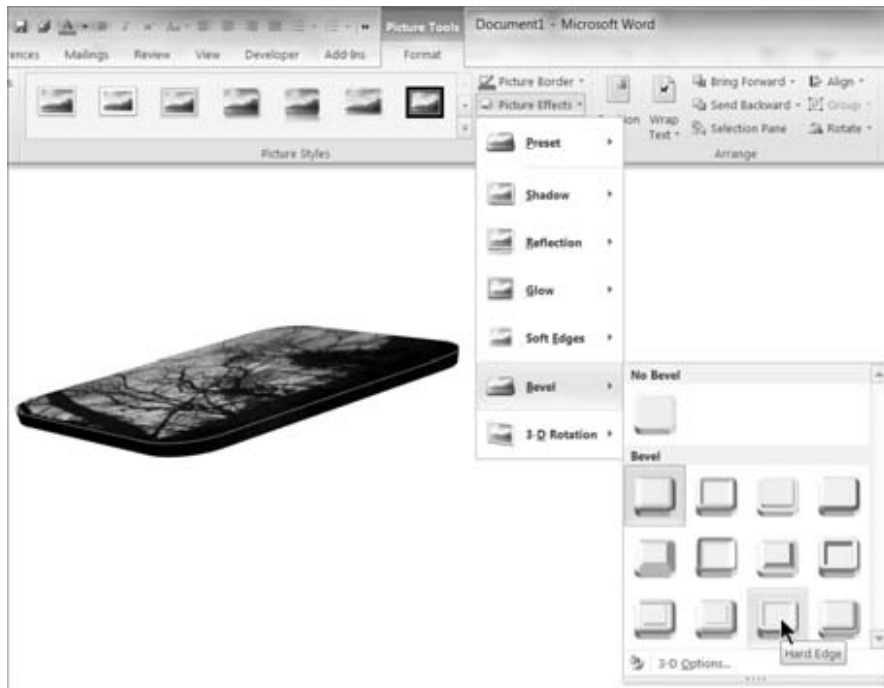 Picture Tools Document1 - Microsoft Word
ences Mailings Review View Developer Add-Ins Format
Picture Border
Picture Effects
Bring Forward Align
Send Backward Group
Selection Pane Rotate
Wrap
Text
Picture Styles
Arrange
Preset
Shadow
Reflection
Glow
Soft Edges
Bevel
3-D Rotation
No Bevel
Bevel
Hard Edge
3-D Options...